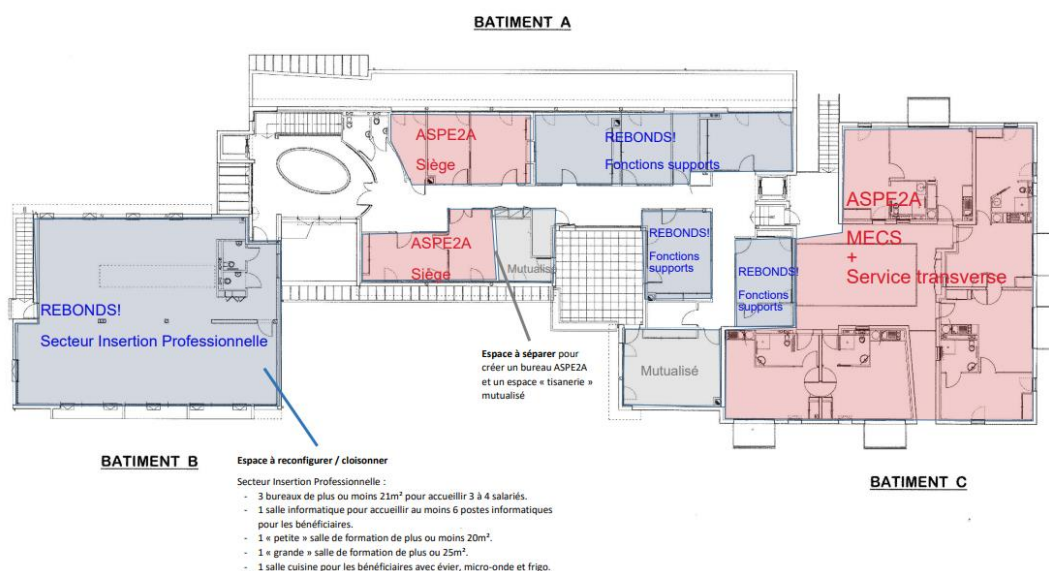 BATIMENT A
ASPE2A
Siège
REBONDS!
Fonctions supports
ASPE2A
Siège
Mutualisé
REBONDS!
Fonctions
supports
REBONDS!
Fonctions
supports
ASPE2A
MECS
+
Service transverse
REBONDS!
Secteur Insertion Professionelle
Mutualisé
Espace à séparer pour
créer un bureau ASPE2A
et un espace « tisanerie »
mutualisé
BATIMENT B
BATIMENT C
Espace à reconfigurer / cloisonner
Secteur Insertion Professionnelle :
- 3 bureaux de plus ou moins 21m² pour accueillir 3 à 4 salariés.
- 1 salle informatique pour accueillir au moins 6 postes informatiques
pour les bénéficiaires.
- 1 « petite » salle de formation de plus ou moins 20m².
- 1 « grande » salle de formation de plus ou 25m².
- 1 salle cuisine pour les bénéficiaires avec évier, micro-onde et frigo.